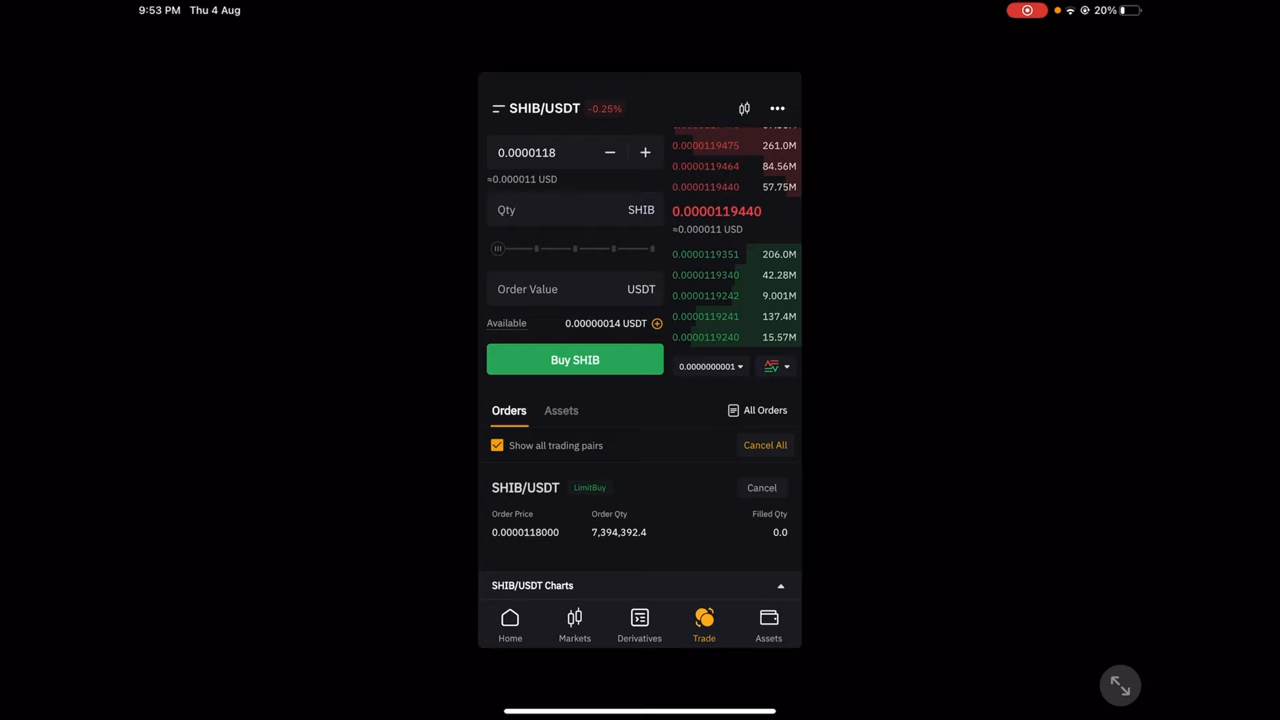 9:53 PM Thu 4 Aug
20%
SHIB/USDT -0.25%
0.0000118 − +
≈0.000011 USD
Qty SHIB
Order Value USDT
Available 0.00000014 USDT
Buy SHIB
0.0000119475 261.0M
0.0000119464 84.56M
0.0000119440 57.75M
0.0000119440
≈0.000011 USD
0.0000119351 206.0M
0.0000119340 42.28M
0.0000119242 9.001M
0.0000119241 137.4M
0.0000119240 15.57M
0.0000000001
Orders Assets All Orders
Show all trading pairs Cancel All
SHIB/USDT LimitBuy Cancel
Order Price Order Qty Filled Qty
0.0000118000 7,394,392.4 0.0
SHIB/USDT Charts
Home Markets Derivatives Trade Assets